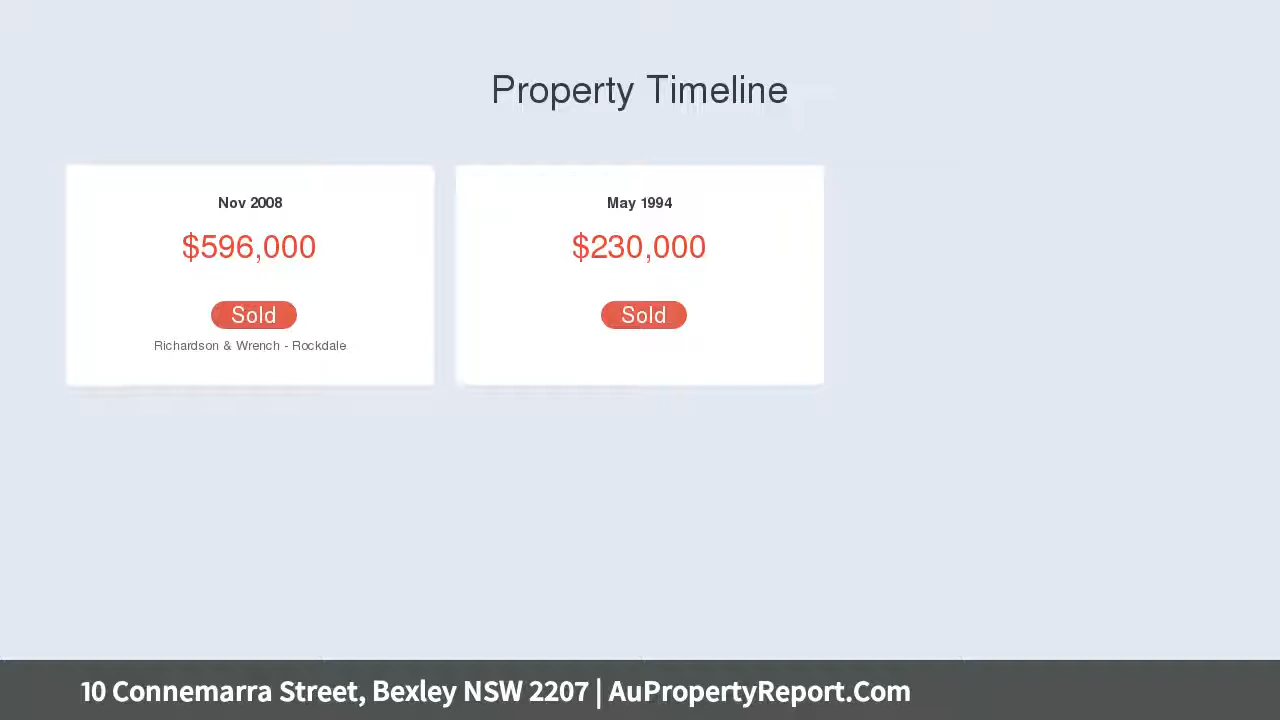 Property Timeline
Nov 2008
$596,000
Sold
Richardson & Wrench - Rockdale
May 1994
$230,000
Sold
10 Connemarra Street, Bexley NSW 2207 | AuPropertyReport.Com